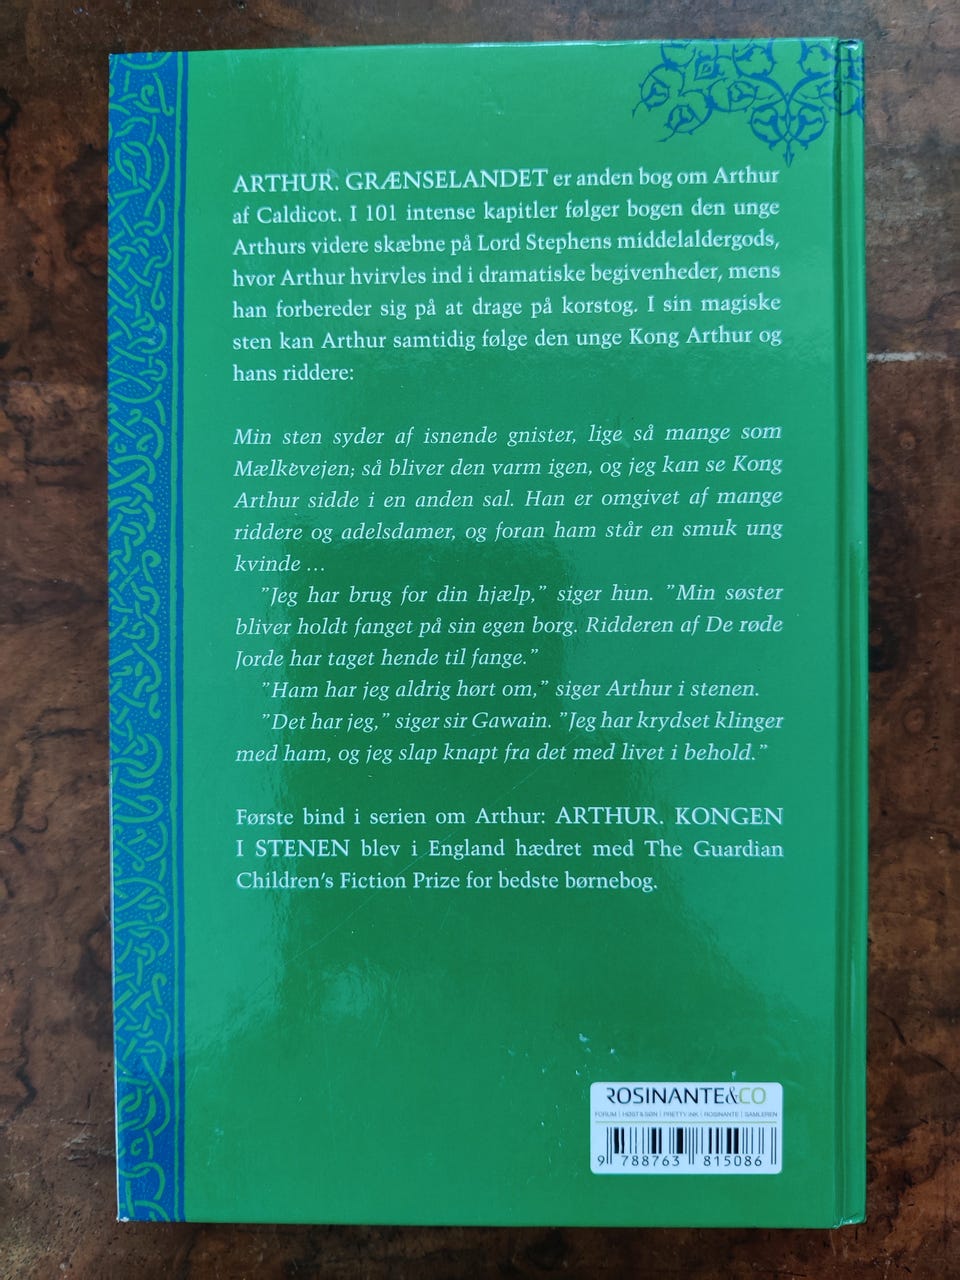 ARTHUR. GRÆNSELANDET er anden bog om Arthur
af Caldicot. I 101 intense kapitler følger bogen den unge
Arthurs videre skæbne på Lord Stephens middelaldergods,
hvor Arthur hvirvles ind i dramatiske begivenheder, mens
han forbereder sig på at drage på korstog. I sin magiske
sten kan Arthur samtidig følge den unge Kong Arthur og
hans riddere:
Min sten syder af isnende gnister, lige så mange som
Mælkevejen; så bliver den varm igen, og jeg kan se Kong
Arthur sidde i en anden sal. Han er omgivet af mange
riddere og adelsdamer, og foran ham står en smuk ung
kvinde …
”Jeg har brug for din hjælp,” siger hun. ”Min søster
bliver holdt fanget på sin egen borg. Ridderen af De røde
Jorde har taget hende til fange.”
”Ham har jeg aldrig hørt om,” siger Arthur i stenen.
”Det har jeg,” siger sir Gawain. ”Jeg har krydset klinger
med ham, og jeg slap knapt fra det med livet i behold.”
Første bind i serien om Arthur: ARTHUR. KONGEN
I STENEN blev i England hædret med The Guardian
Children’s Fiction Prize for bedste børnebog.
ROSINANTE&CO
FORUM | HØST & SØN | PRETTY INK | ROSINANTE | SAMLEREN
9 788763 815086